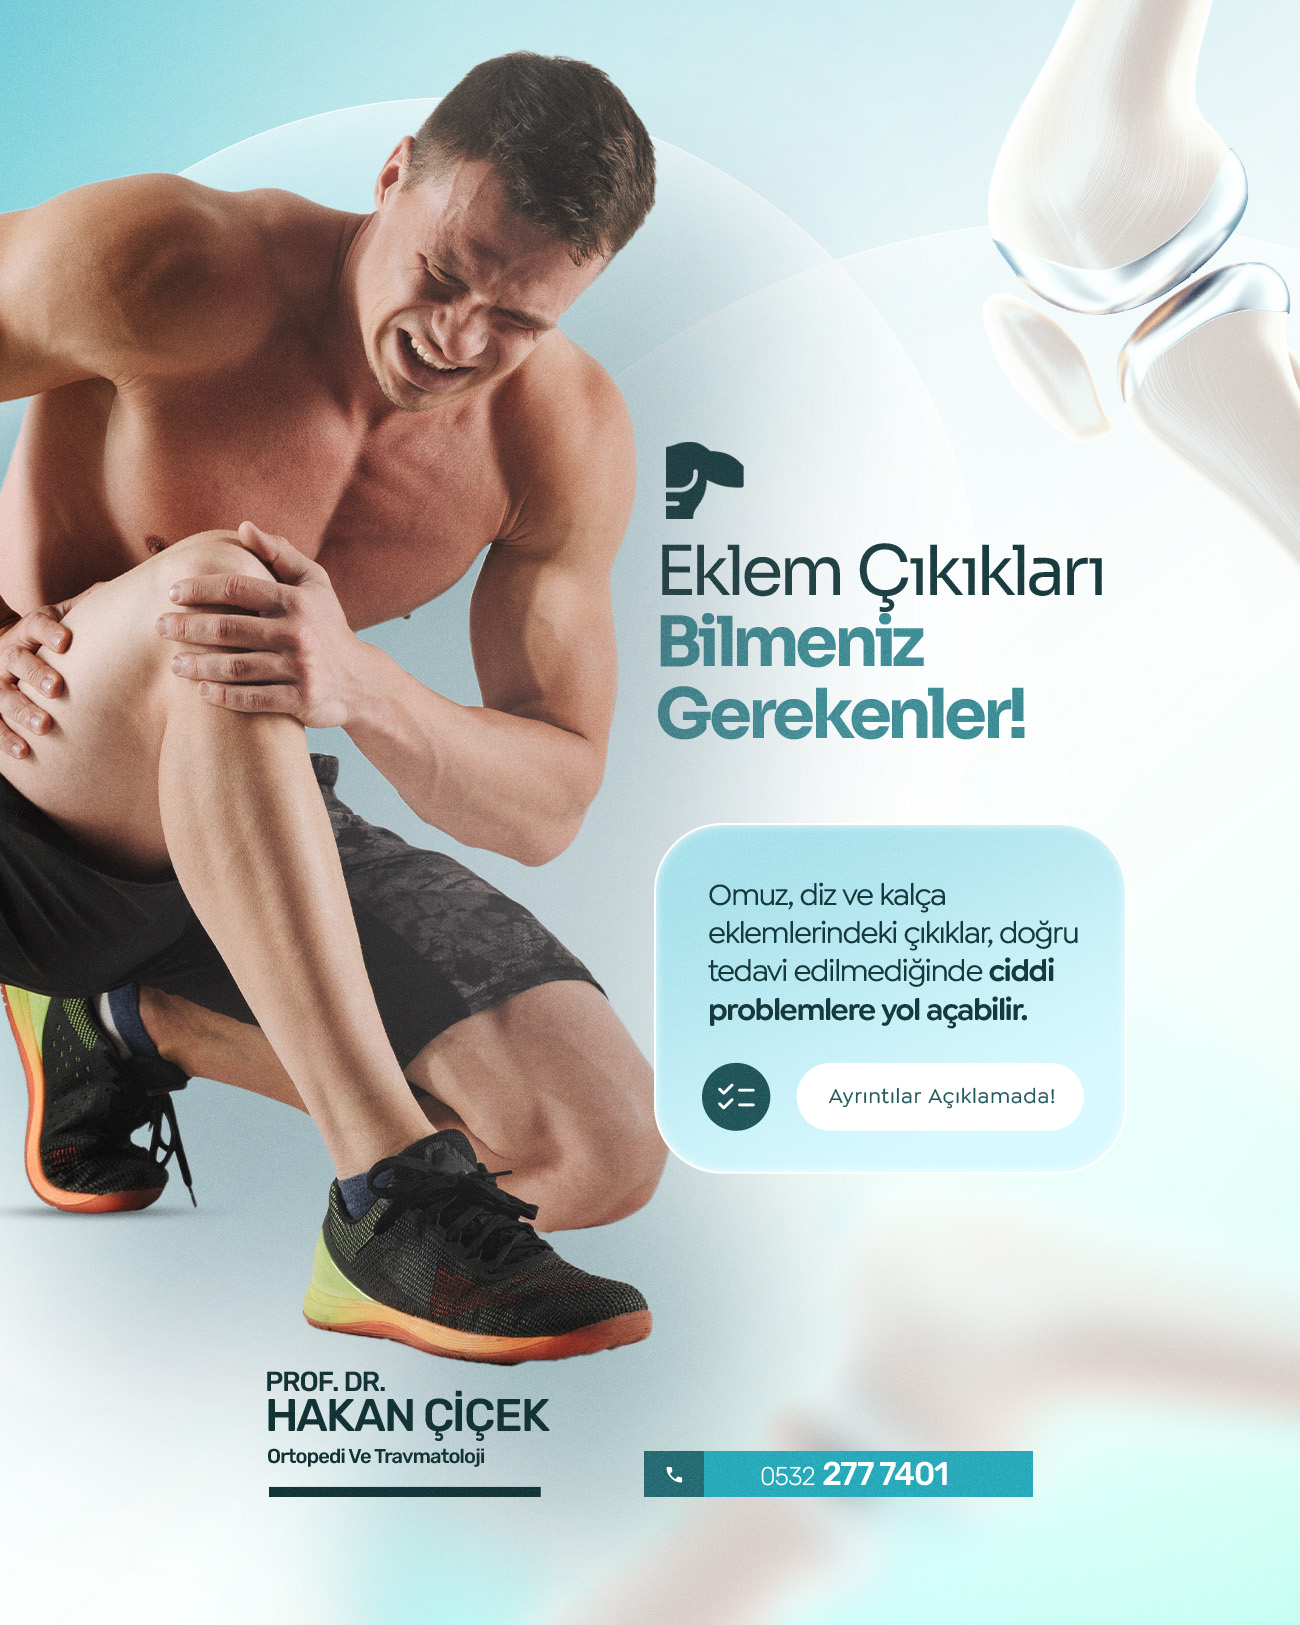 Eklem Çıkıkları
Bilmeniz
Gerekenler!
Omuz, diz ve kalça
eklemlerindeki çıkıklar, doğru
tedavi edilmediğinde ciddi
problemlere yol açabilir.
Ayrıntılar Açıklamada!
PROF. DR.
HAKAN ÇİÇEK
Ortopedi Ve Travmatoloji
0532 277 7401